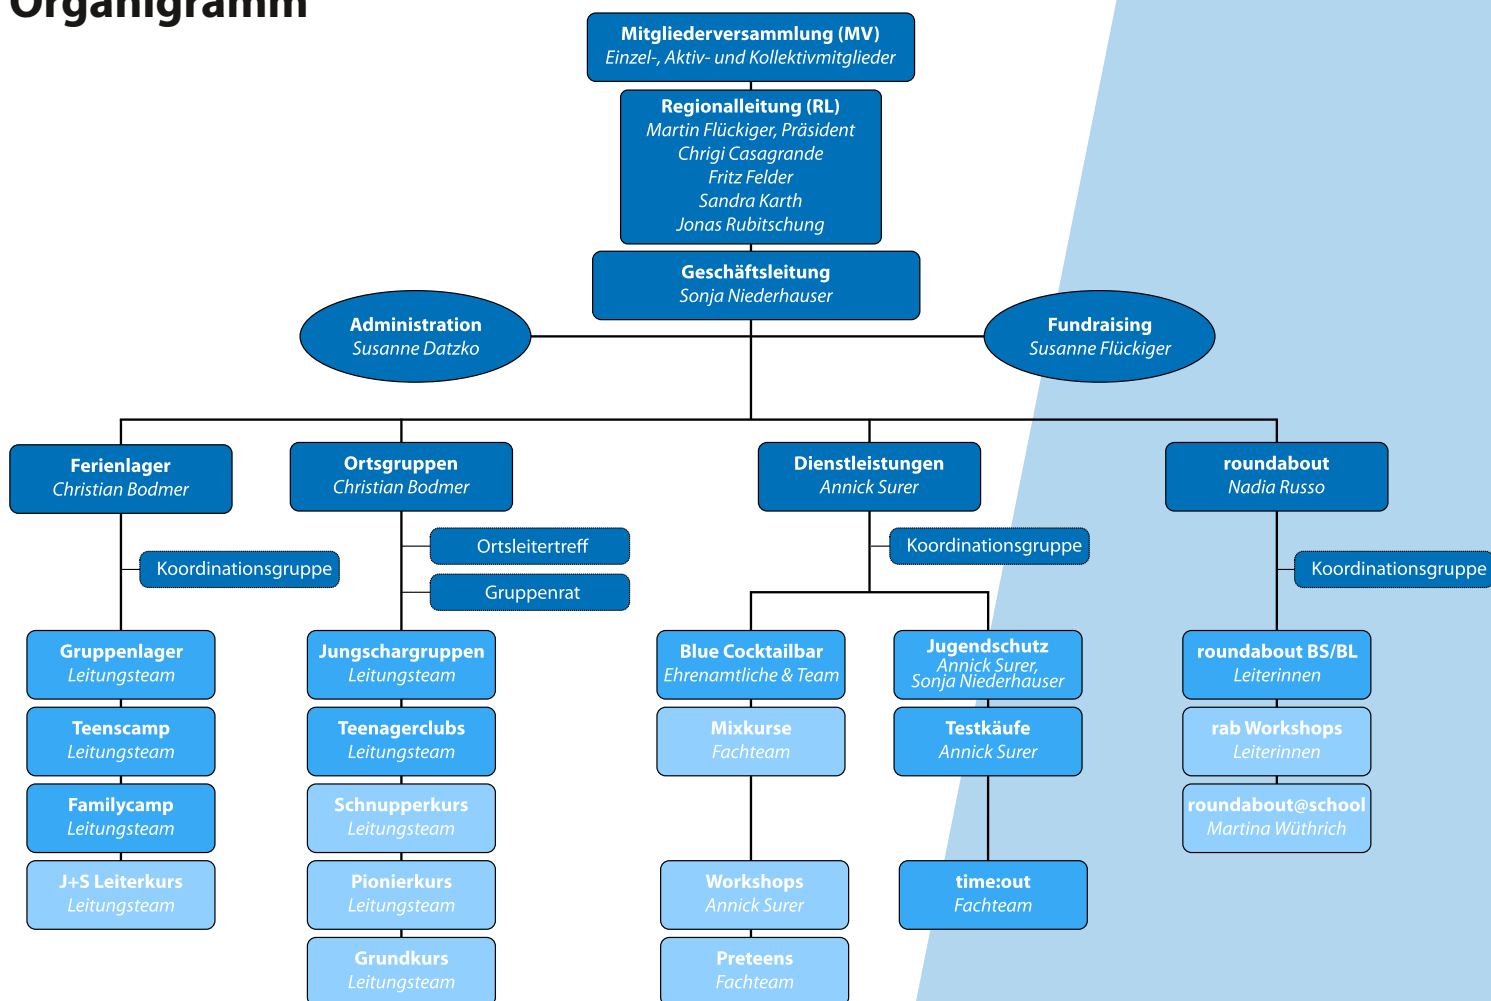 Organigramm
Mitgliederversammlung (MV)
Einzel-, Aktiv- und Kollektivmitglieder
Regionalleitung (RL)
Martin Flückiger, Präsident
Chrigi Casagrande
Fritz Felder
Sandra Karth
Jonas Rubitschung
Geschäftsleitung
Sonja Niederhauser
Administration
Susanne Datzko
Fundraising
Susanne Flückiger
Ferienlager
Christian Bodmer
Koordinationsgruppe
Gruppenlager
Leitungsteam
Teenscamp
Leitungsteam
Familycamp
Leitungsteam
J+S Leiterkurs
Leitungsteam
Ortsgruppen
Christian Bodmer
Ortsleitertreff
Gruppenrat
Jungschargruppen
Leitungsteam
Teenagerclubs
Leitungsteam
Schnupperkurs
Leitungsteam
Pionierkurs
Leitungsteam
Grundkurs
Leitungsteam
Dienstleistungen
Annick Surer
Koordinationsgruppe
Blue Cocktailbar
Ehrenamtliche & Team
Mixkurse
Fachteam
Workshops
Annick Surer
Preteens
Fachteam
Jugendschutz
Annick Surer,
Sonja Niederhäuser
Testkäufe
Annick Surer
time:out
Fachteam
roundabout
Nadia Russo
Koordinationsgruppe
roundabout BS/BL
Leiterinnen
rab Workshops
Leiterinnen
roundabout@school
Martina Wüthrich